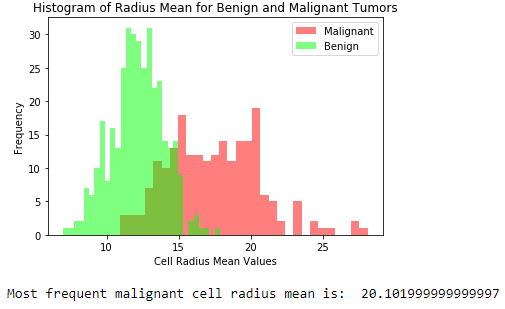 Histogram of Radius Mean for Benign and Malignant Tumors
Malignant
Benign
Frequency
30
25
20
15
10
5
0
10 15 20 25
Cell Radius Mean Values
Most frequent malignant cell radius mean is:  20.101999999999997